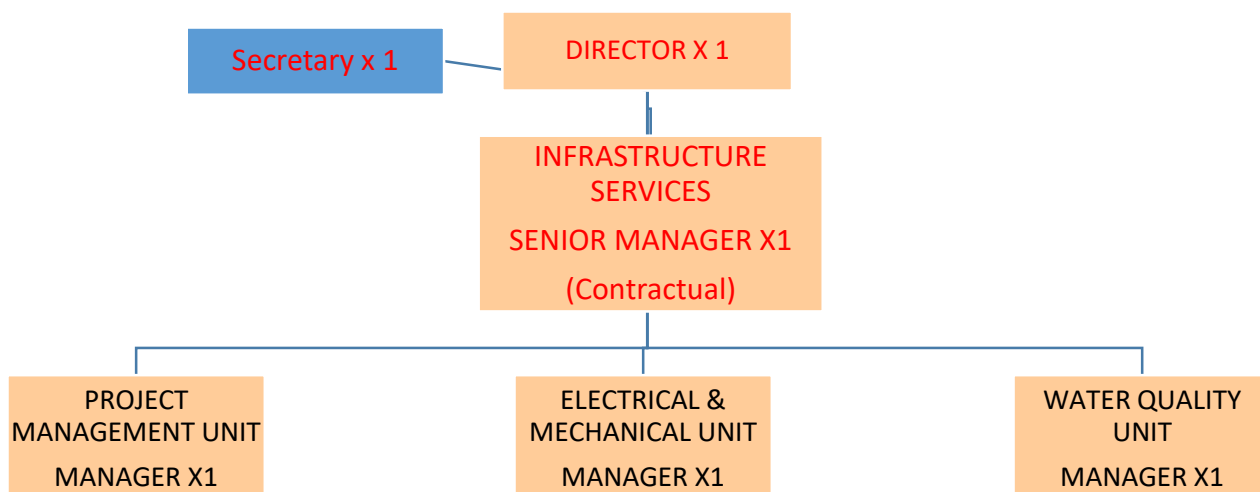 Secretary x 1
DIRECTOR X 1
INFRASTRUCTURE
SERVICES
SENIOR MANAGER X1
(Contractual)
PROJECT
MANAGEMENT UNIT
MANAGER X1
ELECTRICAL &
MECHANICAL UNIT
MANAGER X1
WATER QUALITY
UNIT
MANAGER X1